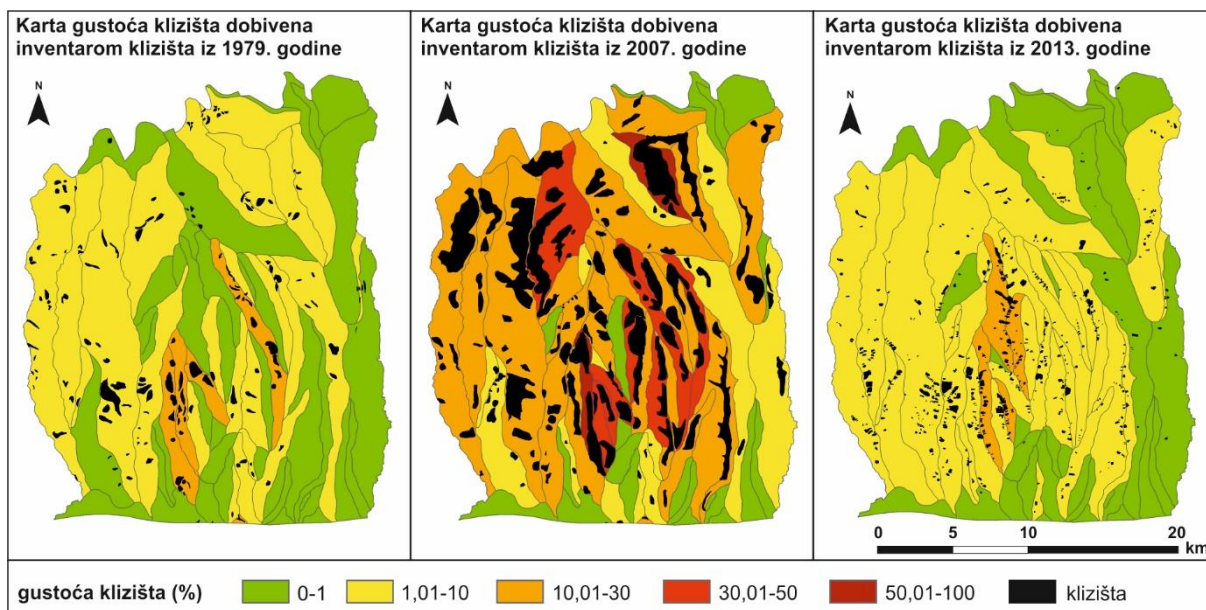 Karta gustoća klizišta dobivena
inventarom klizišta iz 1979. godine
Karta gustoća klizišta dobivena
inventarom klizišta iz 2007. godine
Karta gustoća klizišta dobivena
inventarom klizišta iz 2013. godine
N
N
N
0 5 10 20
km
gustoća klizišta (%) 0-1 1,01-10 10,01-30 30,01-50 50,01-100 klizišta